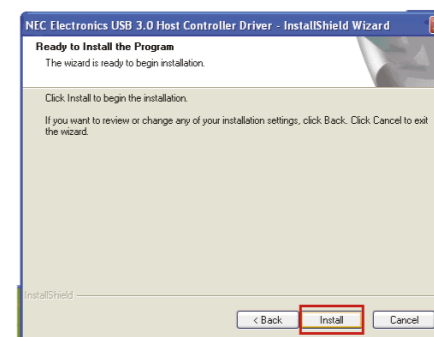 NEC Electronics USB 3.0 Host Controller Driver - InstallShield Wizard
Ready to Install the Program
The wizard is ready to begin installation.
Click Install to begin the installation.
If you want to review or change any of your installation settings, click Back. Click Cancel to exit
the wizard.
InstallShield
< Back Install Cancel